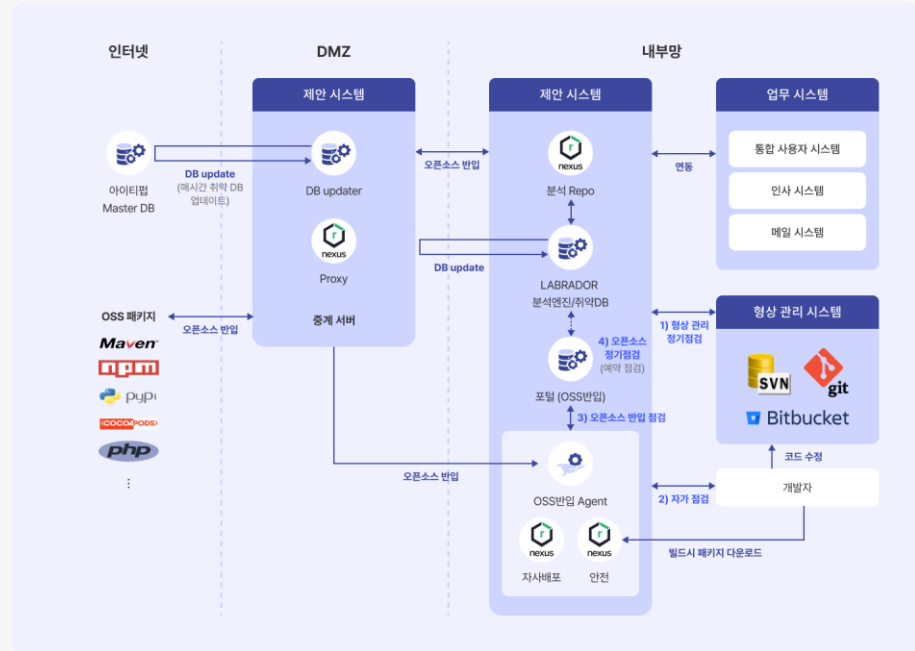 인터넷
DMZ
내부망
제안 시스템
제안 시스템
업무 시스템
아이티펍
Master DB
DB update
(매시간 취약 DB
업데이트)
DB updater
nexus
Proxy
중계 서버
오픈소스 반입
nexus
분석 Repo
연동
통합 사용자 시스템
인사 시스템
메일 시스템
DB update
LABRADOR
분석엔진/취약DB
OSS 패키지
오픈소스 반입
Maven
npm
pypi
COCOAPODS
php
4) 오픈소스
정기점검
(예약 점검)
포털 (OSS반입)
3) 오픈소스 반입 점검
1) 형상 관리
정기점검
형상 관리 시스템
SVN
git
Bitbucket
코드 수정
개발자
오픈소스 반입
OSS반입 Agent
2) 자가 점검
nexus
자사배포
nexus
안전
빌드시 패키지 다운로드